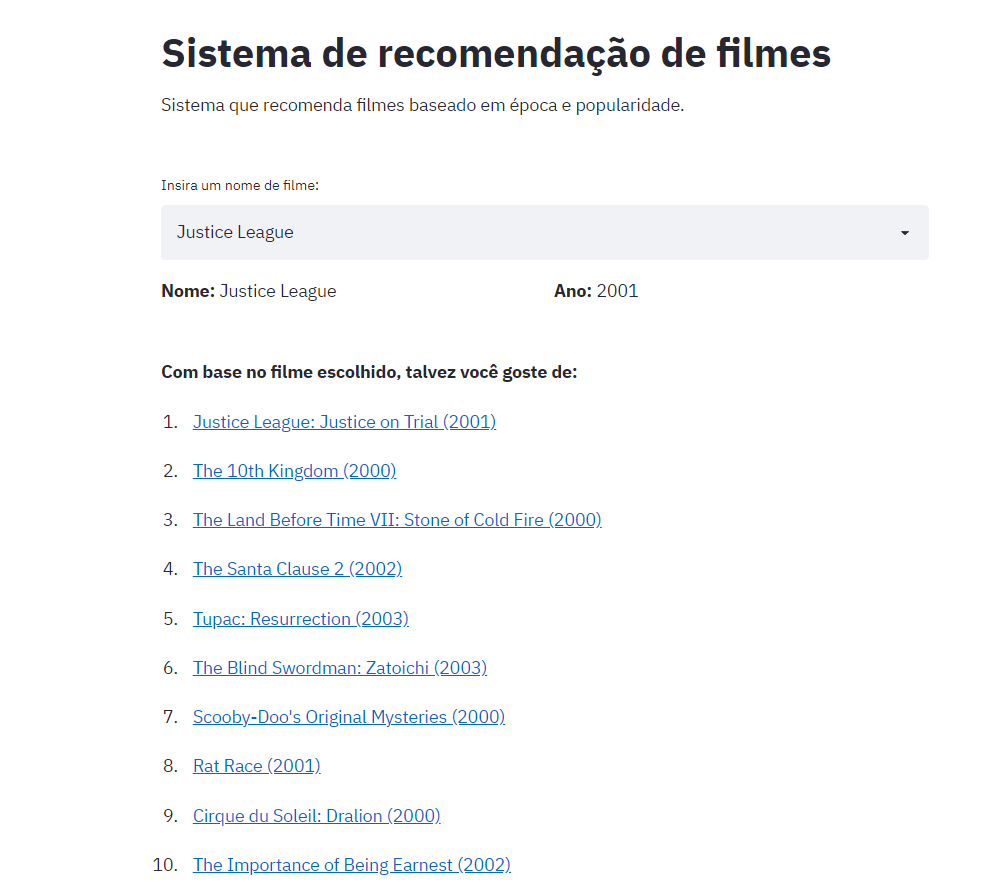 Sistema de recomendação de filmes
Sistema que recomenda filmes baseado em época e popularidade.
Insira um nome de filme:
Justice League
Nome: Justice League Ano: 2001
Com base no filme escolhido, talvez você goste de:
1. Justice League: Justice on Trial (2001)
2. The 10th Kingdom (2000)
3. The Land Before Time VII: Stone of Cold Fire (2000)
4. The Santa Clause 2 (2002)
5. Tupac: Resurrection (2003)
6. The Blind Swordman: Zatoichi (2003)
7. Scooby-Doo's Original Mysteries (2000)
8. Rat Race (2001)
9. Cirque du Soleil: Dralion (2000)
10. The Importance of Being Earnest (2002)